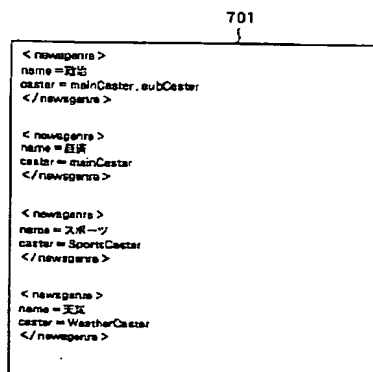 701
< newsgenre >
name = 政治
caster = mainCaster , subCaster
</ newsgenre >
< newsgenre >
name = 経済
caster = mainCaster
</ newsgenre >
< newsgenre >
name = スポーツ
caster = SportsCaster
</ newsgenre >
< newsgenre >
name = 天気
caster = WeatherCaster
</ newsgenre >